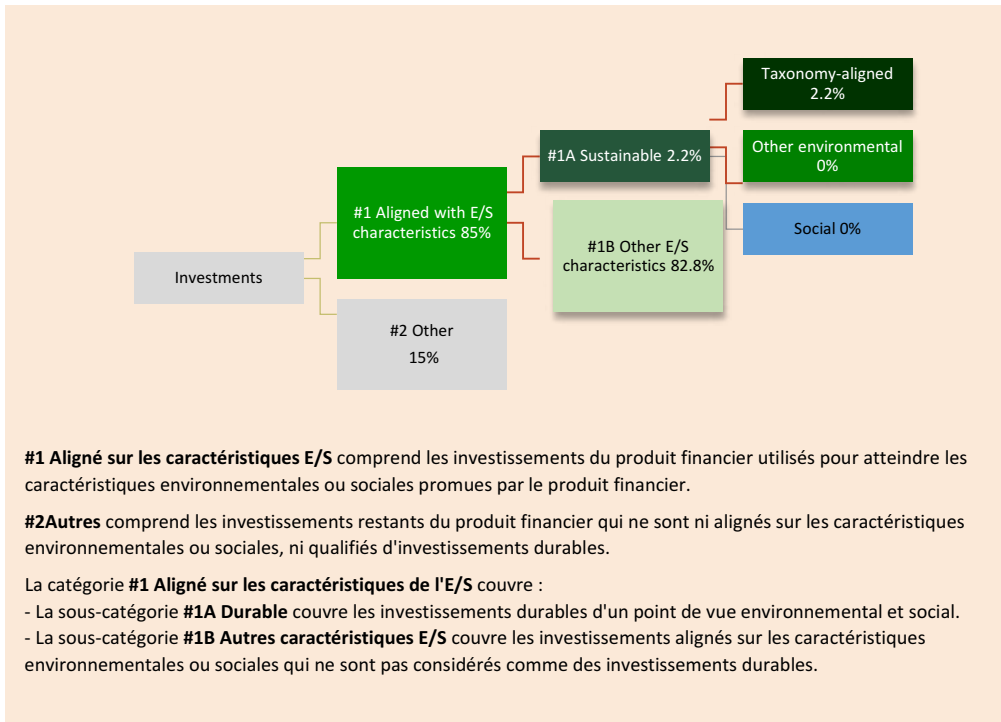 Taxonomy-aligned
2.2%
#1A Sustainable 2.2%
Other environmental
0%
#1 Aligned with E/S
characteristics 85%
Social 0%
#1B Other E/S
characteristics 82.8%
Investments
#2 Other
15%
#1 Aligné sur les caractéristiques E/S comprend les investissements du produit financier utilisés pour atteindre les
caractéristiques environnementales ou sociales promues par le produit financier.
#2Autres comprend les investissements restants du produit financier qui ne sont ni alignés sur les caractéristiques
environnementales ou sociales, ni qualifiés d'investissements durables.
La catégorie #1 Aligné sur les caractéristiques de l'E/S couvre :
- La sous-catégorie #1A Durable couvre les investissements durables d'un point de vue environnemental et social.
- La sous-catégorie #1B Autres caractéristiques E/S couvre les investissements alignés sur les caractéristiques
environnementales ou sociales qui ne sont pas considérés comme des investissements durables.